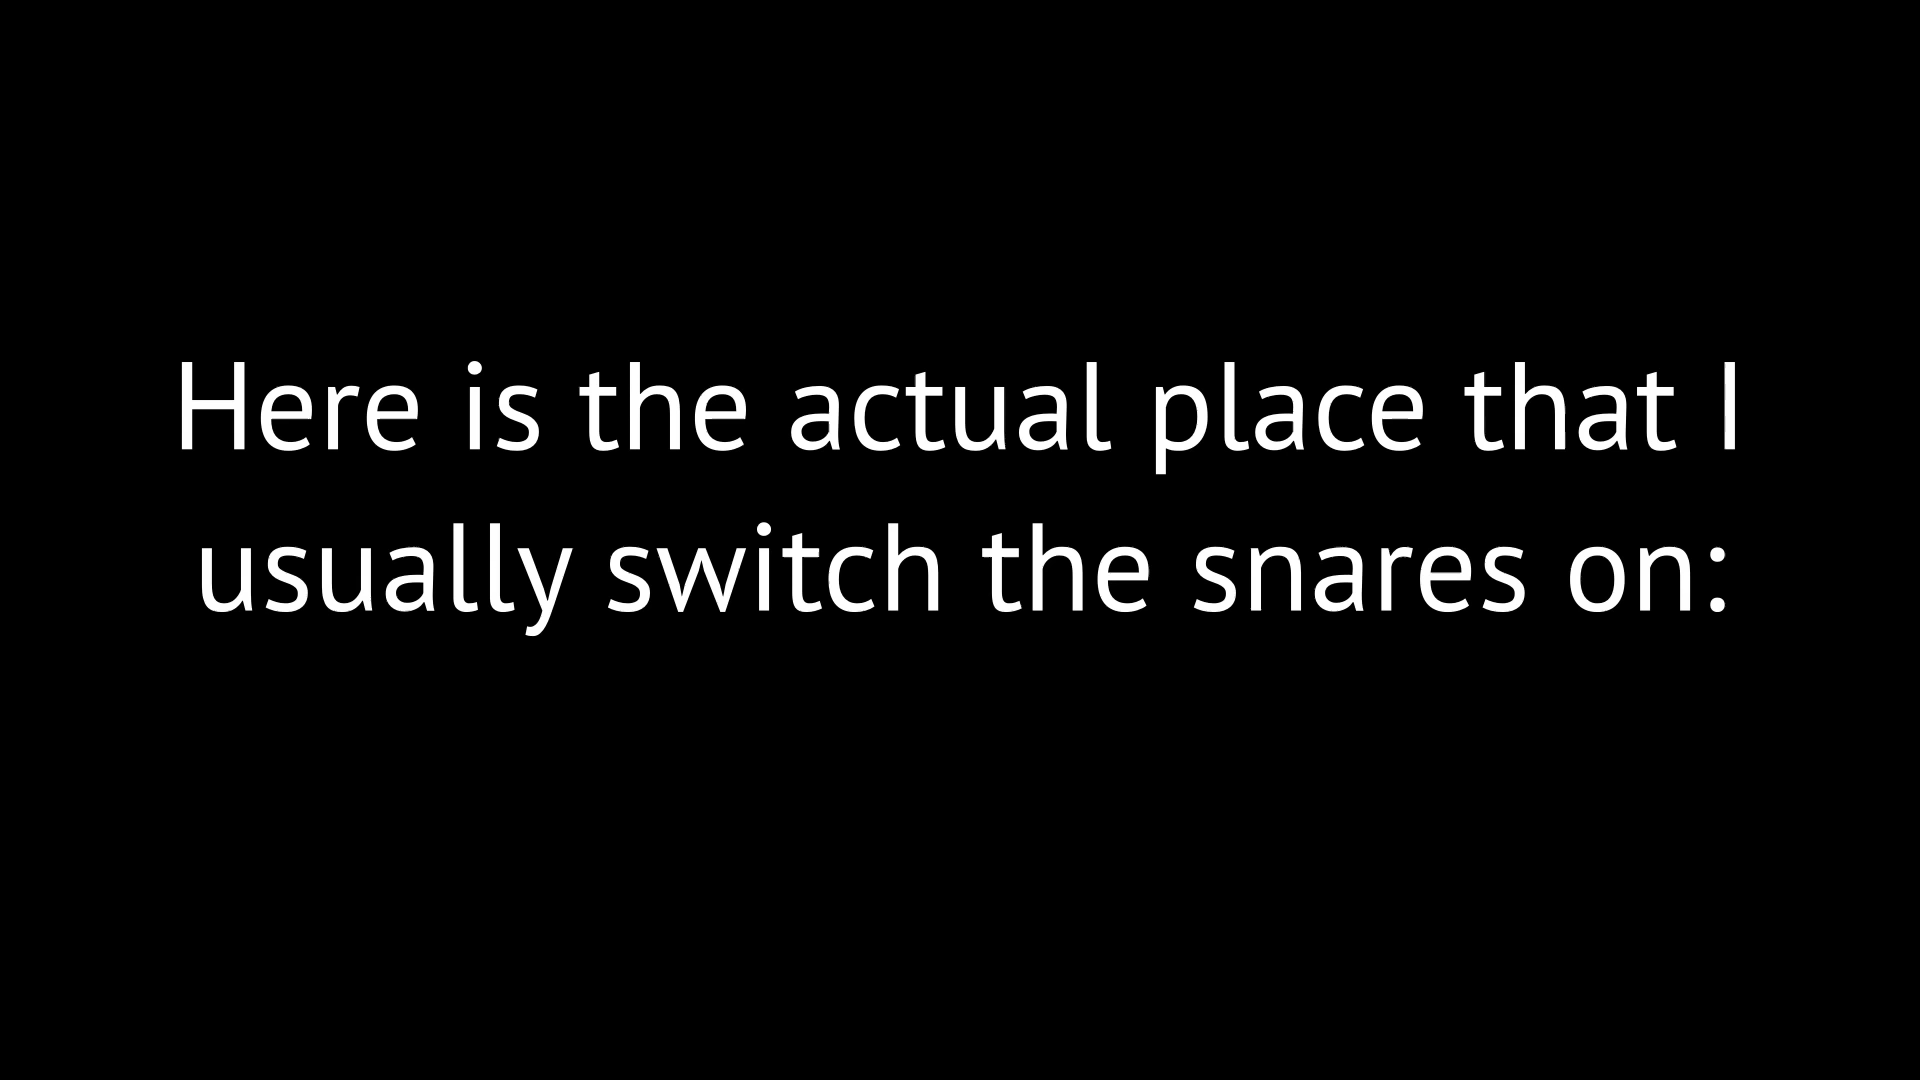 Here is the actual place that I
usually switch the snares on: